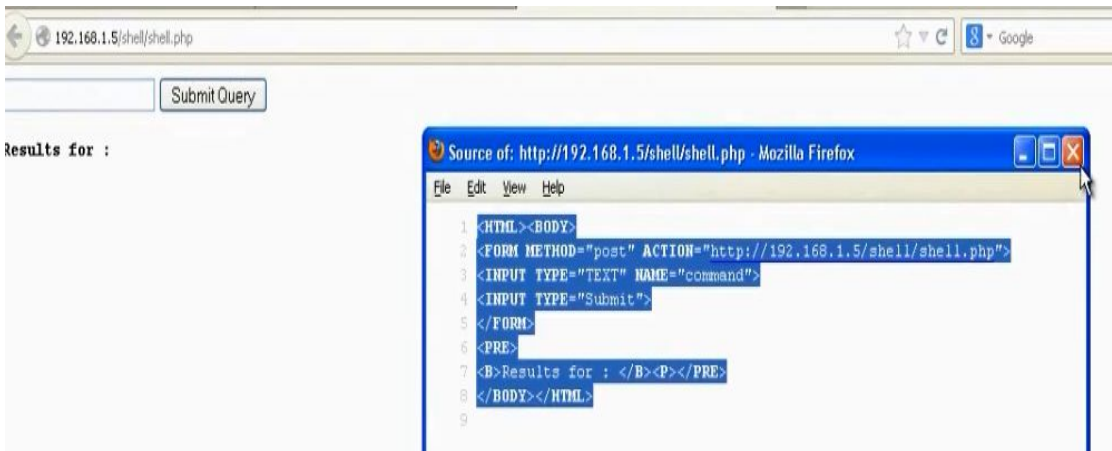 192.168.1.5/shell/shell.php
8 Google
Submit Query
Results for :
Source of: http://192.168.1.5/shell/shell.php - Mozilla Firefox
File Edit View Help
1 <HTML><BODY>
2 <FORM METHOD="post" ACTION="http://192.168.1.5/shell/shell.php">
3 <INPUT TYPE="TEXT" NAME="command">
4 <INPUT TYPE="Submit">
5 </FORM>
6 <PRE>
7 <B>Results for : </B><P></PRE>
8 </BODY></HTML>
9